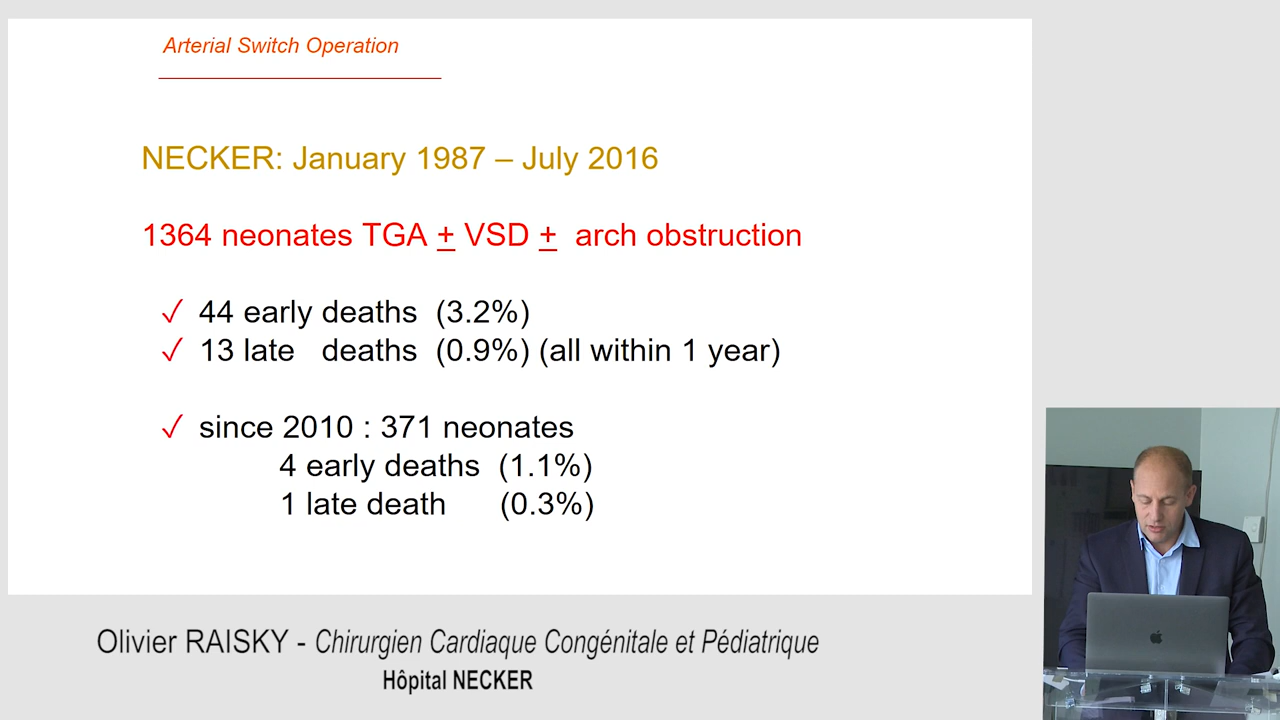 Arterial Switch Operation
NECKER: January 1987 – July 2016
1364 neonates TGA + VSD + arch obstruction
✓ 44 early deaths (3.2%)
✓ 13 late deaths (0.9%) (all within 1 year)
✓ since 2010 : 371 neonates
4 early deaths (1.1%)
1 late death (0.3%)
Olivier RAISKY - Chirurgien Cardiaque Congénitale et Pédiatrique
Hôpital NECKER